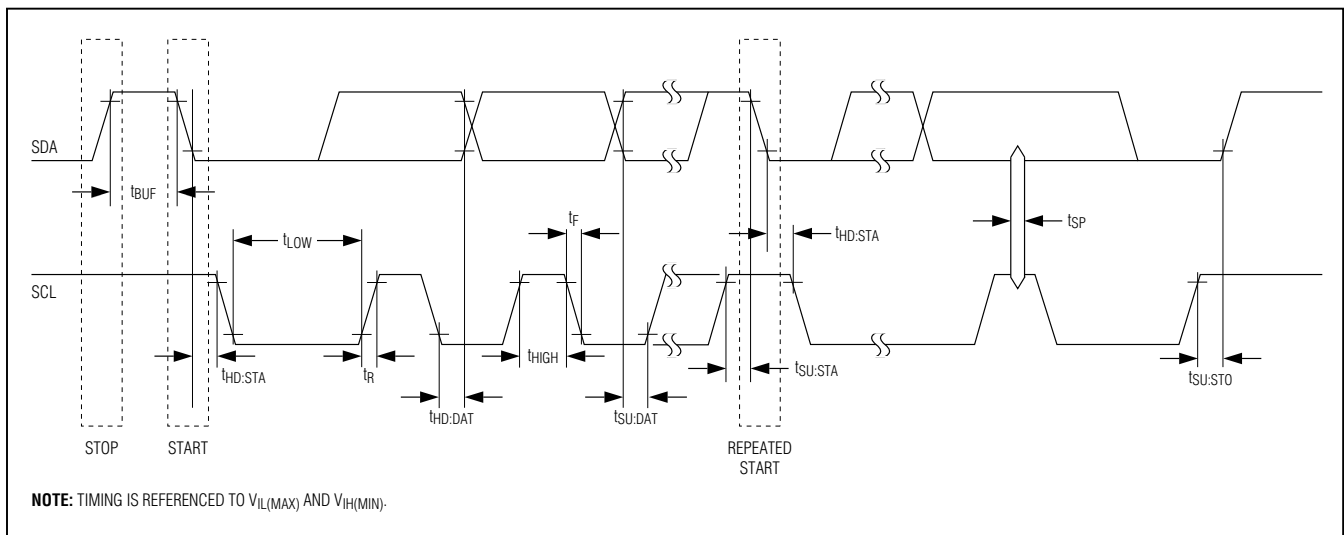 SDA
tBUF
tF
tLOW
tHD:STA
tSP
SCL
tHD:STA
tR
tHIGH
tSU:STA
tSU:STO
tHD:DAT
tSU:DAT
STOP
START
REPEATED
START
NOTE: TIMING IS REFERENCED TO VIL(MAX) AND VIH(MIN).